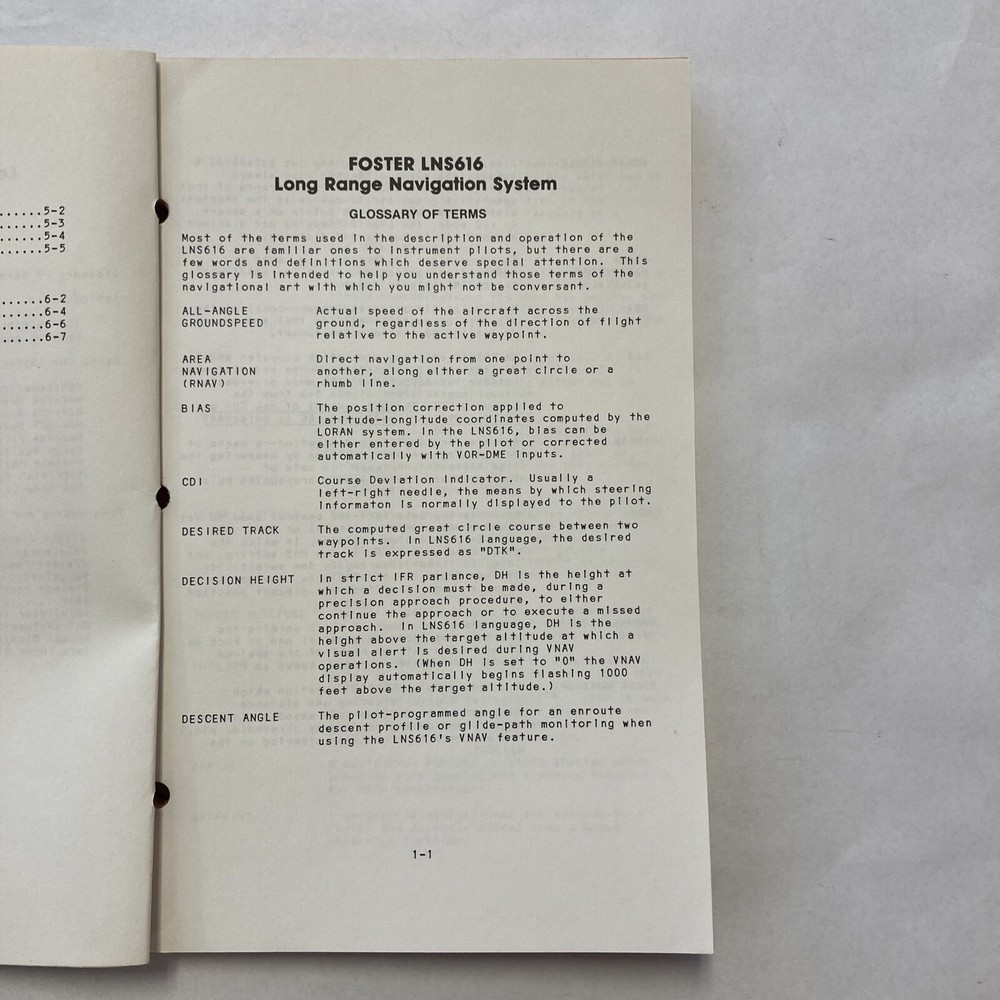 ......5-2
......5-3
......5-4
......5-5
......6-2
......6-4
......6-6
......6-7
FOSTER LNS616
Long Range Navigation System
GLOSSARY OF TERMS
Most of the terms used in the description and operation of the
LNS616 are familiar ones to instrument pilots, but there are a
few words and definitions which deserve special attention. This
glossary is intended to help you understand those terms of the
navigational art with which you might not be conversant.
ALL-ANGLE Actual speed of the aircraft across the
GROUNDSPEED ground, regardless of the direction of flight
relative to the active waypoint.
AREA Direct navigation from one point to
NAVIGATION another, along either a great circle or a
(RNAV) rhumb line.
BIAS The position correction applied to
latitude-longitude coordinates computed by the
LORAN system. In the LNS616, bias can be
either entered by the pilot or corrected
automatically with VOR-DME inputs.
CDI Course Deviation Indicator. Usually a
left-right needle, the means by which steering
informaton is normally displayed to the pilot.
DESIRED TRACK The computed great circle course between two
waypoints. In LNS616 language, the desired
track is expressed as "DTK".
DECISION HEIGHT In strict IFR parlance, DH is the height at
which a decision must be made, during a
precision approach procedure, to either
continue the approach or to execute a missed
approach. In LNS616 language, DH is the
height above the target altitude at which a
visual alert is desired during VNAV
operations. (When DH is set to "0" the VNAV
display automatically begins flashing 1000
feet above the target altitude.)
DESCENT ANGLE The pilot-programmed angle for an enroute
descent profile or glide-path monitoring when
using the LNS616's VNAV feature.
1-1